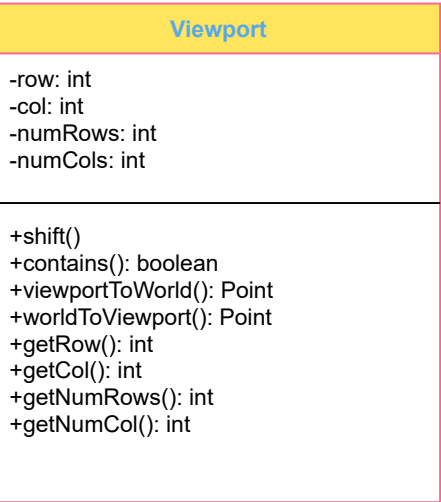 Viewport
-row: int
-col: int
-numRows: int
-numCols: int
+shift()
+contains(): boolean
+viewportToWorld(): Point
+worldToViewport(): Point
+getRow(): int
+getCol(): int
+getNumRows(): int
+getNumCol(): int